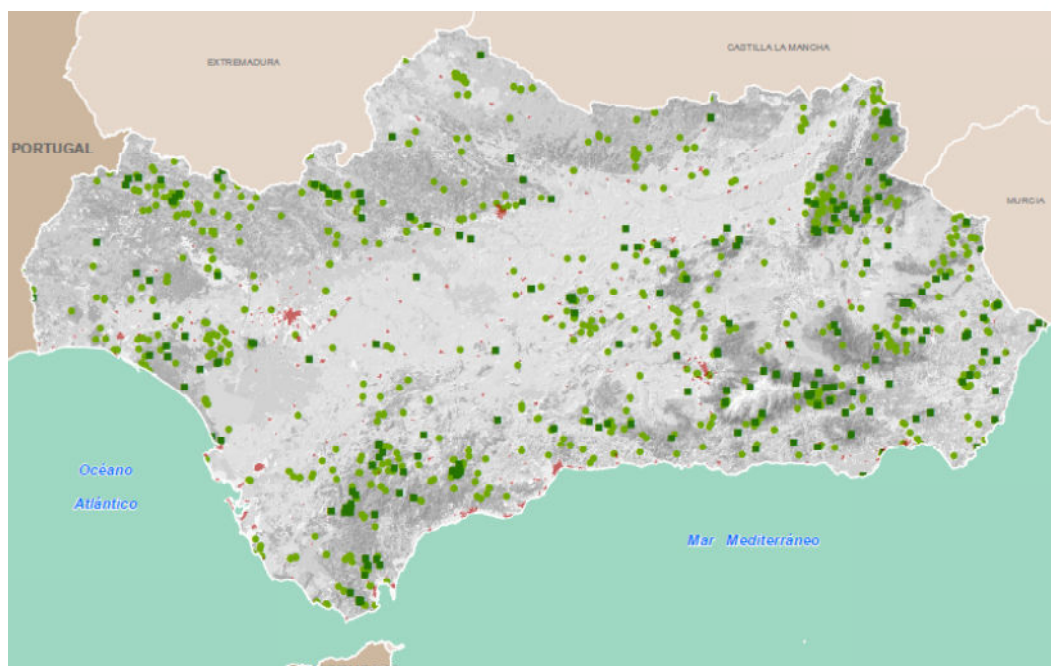 CASTILLA LA MANCHA
EXTREMADURA
PORTUGAL
MURCIA
Océano
Atlántico
Mar Mediterráneo